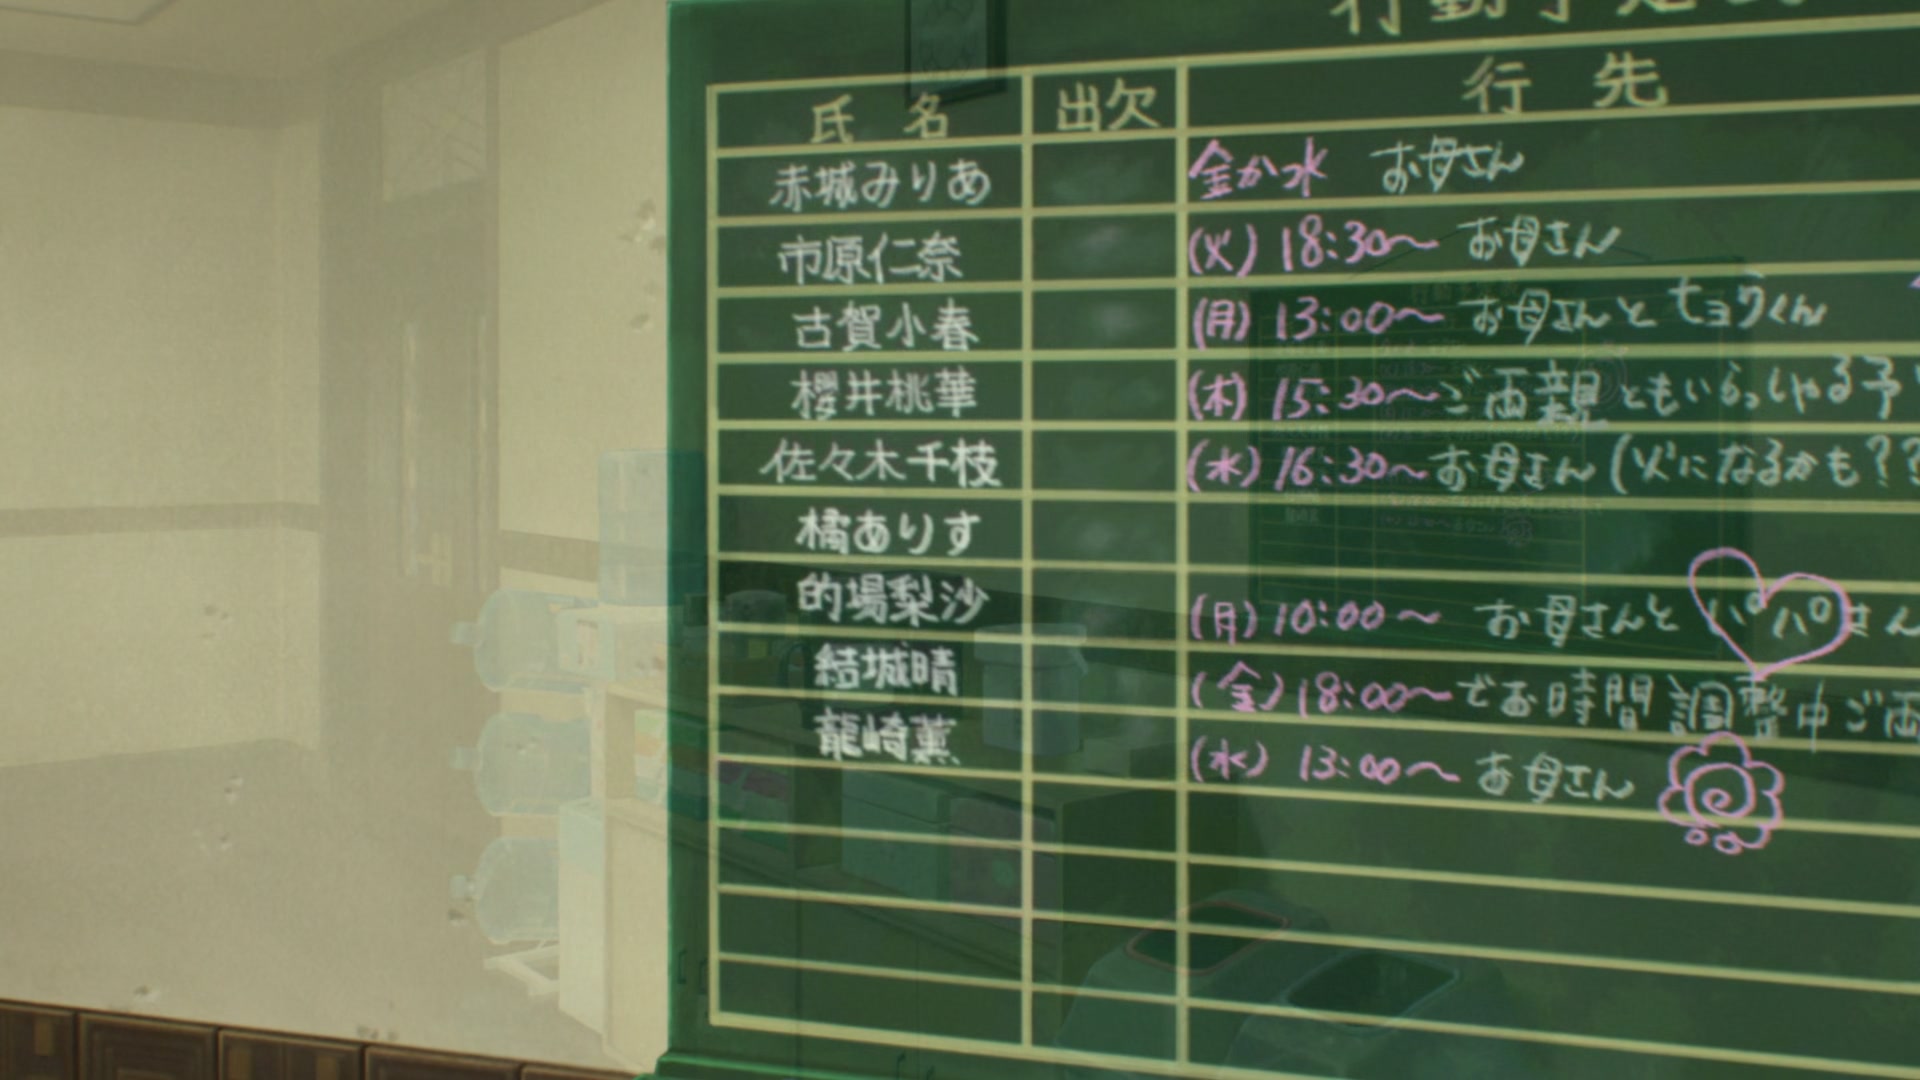 行動予定表
氏名 出欠 行先
赤城みりあ 金か水 お母さん
市原仁奈 (火) 18:30〜 お母さん
古賀小春 (月) 13:00〜 お母さんと ヒョウくん
櫻井桃華 (木) 15:30〜ご両親ともいらっしゃる予
佐々木千枝 (水) 16:30〜お母さん (火になるかも??
橘ありす
的場梨沙 (月) 10:00〜 お母さんと パパさん
結城晴 (金) 18:00〜でお時間調整中ご両
龍崎薫 (水) 13:00〜 お母さん